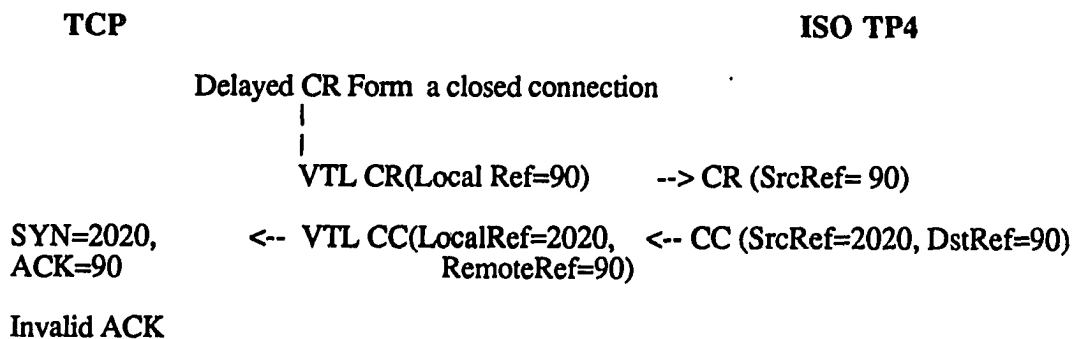 TCP ISO TP4
Delayed CR Form a closed connection
|
|
VTL CR(Local Ref=90) --> CR (SrcRef= 90)
SYN=2020, <-- VTL CC(LocalRef=2020, <-- CC (SrcRef=2020, DstRef=90)
ACK=90 RemoteRef=90)
Invalid ACK